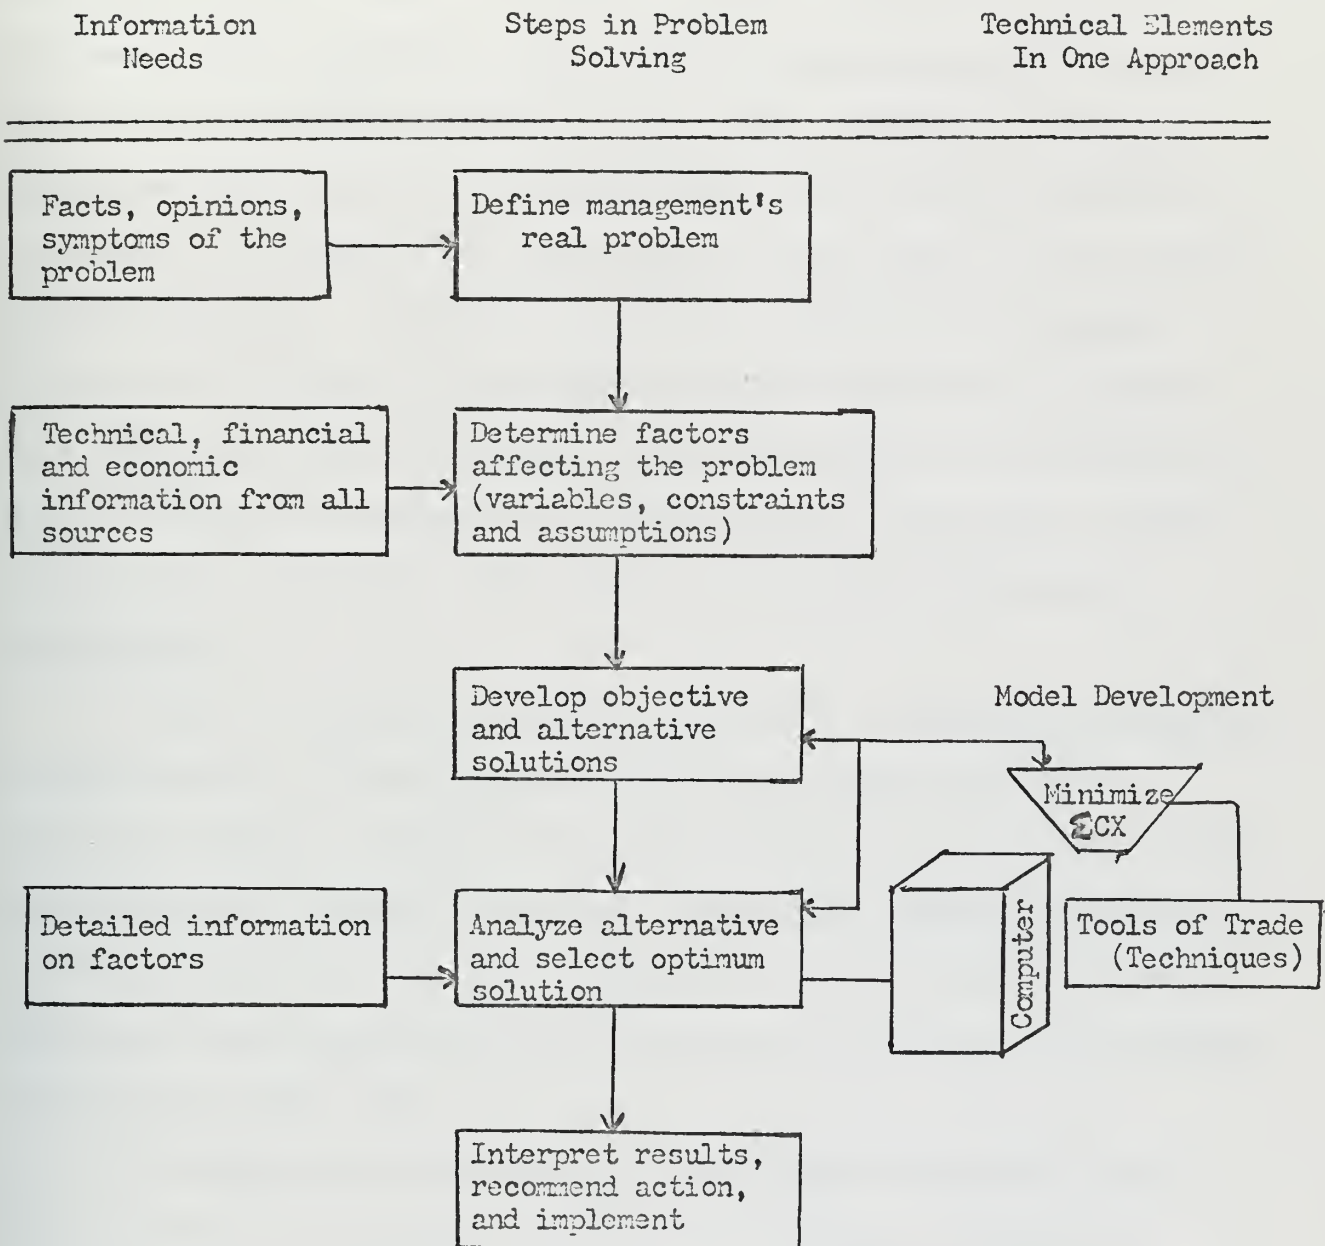 Information
Needs
Steps in Problem
Solving
Technical Elements
In One Approach
Facts, opinions,
symptoms of the
problem
Define management's
real problem
Technical, financial
and economic
information from all
sources
Determine factors
affecting the problem
(variables, constraints
and assumptions)
Develop objective
and alternative
solutions
Model Development
Minimize
ΣCX
Detailed information
on factors
Analyze alternative
and select optimum
solution
Computer
Tools of Trade
(Techniques)
Interpret results,
recommend action,
and implement